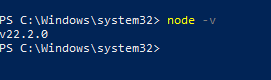 PS C:\Windows\system32> node -v
v22.2.0
PS C:\Windows\system32>